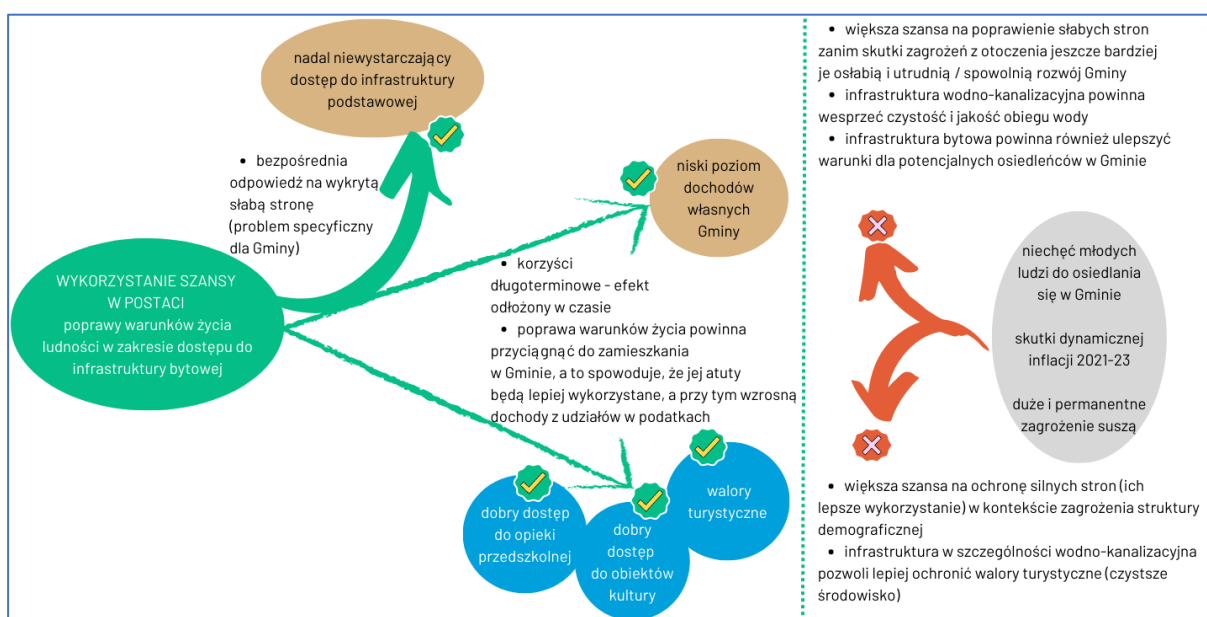 nadal niewystarczający
dostęp do infrastruktury
podstawowej
• bezpośrednia
odpowiedź na wykrytą
słabą stronę
(problem specyficzny
dla Gminy)
niski poziom
dochodów
własnych
Gminy
WYKORZYSTANIE SZANSY
W POSTACI
poprawy warunków życia
ludności w zakresie dostępu do
infrastruktury bytowej
• korzyści
długoterminowe - efekt
odłożony w czasie
• poprawa warunków życia powinna
przyciągnąć do zamieszkania
w Gminie, a to spowoduje, że jej atuty
będą lepiej wykorzystane, a przy tym wzrosną
dochody z udziałów w podatkach
dobry dostęp
do opieki
przedszkolnej
dobry
dostęp
do obiektów
kultury
walory
turystyczne
• większa szansa na poprawienie słabych stron
zanim skutki zagrożeń z otoczenia jeszcze bardziej
je osłabią i utrudnią / spowolnią rozwój Gminy
• infrastruktura wodno-kanalizacyjna powinna
wesprzeć czystość i jakość obiegu wody
• infrastruktura bytowa powinna również ulepszyć
warunki dla potencjalnych osiedleńców w Gminie
niechęć młodych
ludzi do osiedlania
się w Gminie
skutki dynamicznej
inflacji 2021-23
duże i permanentne
zagrożenie suszą
• większa szansa na ochronę silnych stron (ich
lepsze wykorzystanie) w kontekście zagrożenia struktury
demograficznej
• infrastruktura w szczególności wodno-kanalizacyjna
pozwoli lepiej ochronić walory turystyczne (czystsze
środowisko)